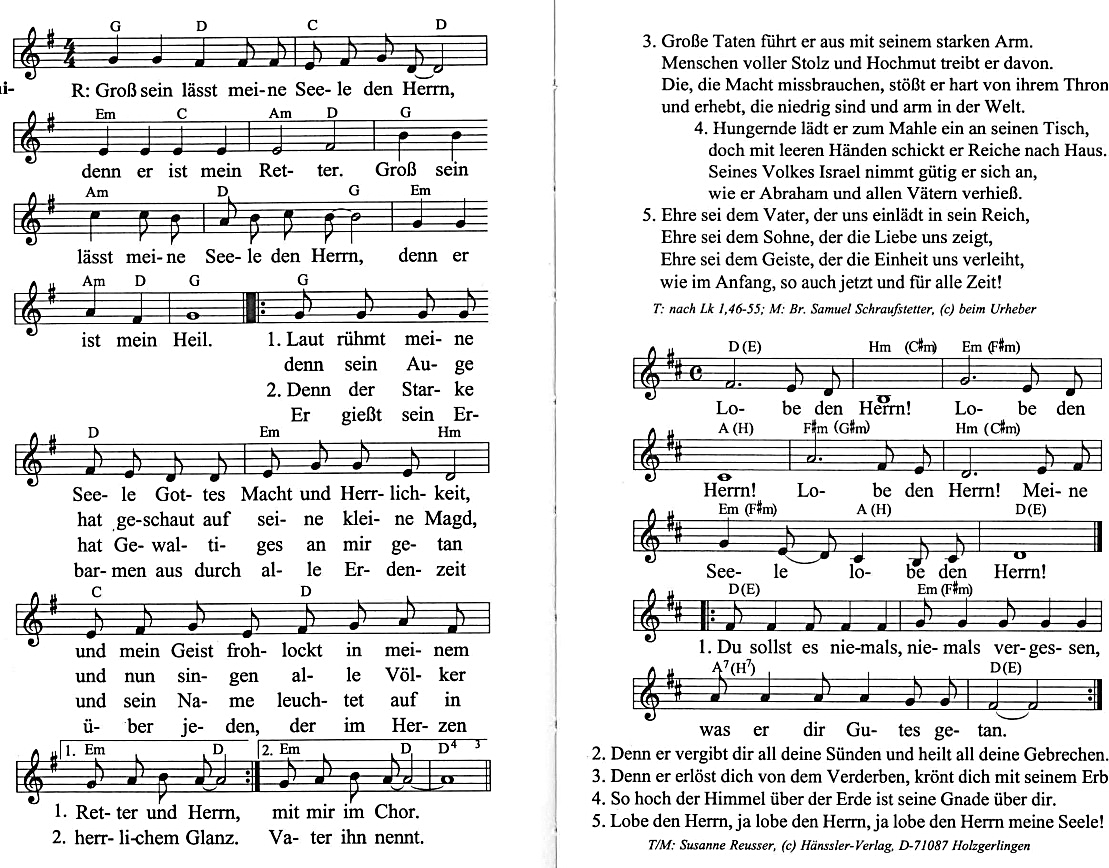 G D C D
R: Groß sein lässt mei-ne See- le den Herrn,
Em C Am D G
denn er ist mein Ret- ter. Groß sein
Am D G Em
lässt mei-ne See- le den Herrn, denn er
Am D G G
ist mein Heil. 1. Laut rühmt mei- ne
denn sein Au- ge
2. Denn der Star- ke
Er gießt sein Er-
D Em Hm
See- le Got- tes Macht und Herr- lich- keit,
hat ge-schaut auf sei- ne klei- ne Magd,
hat Ge- wal- ti- ges an mir ge- tan
bar- men aus durch al- le Er- den- zeit
C D
und mein Geist froh- lockt in mei- nem
und nun sin- gen al- le Völ- ker
und sein Na- me leuch- tet auf in
ü- ber je- den, der im Her- zen
1. Em D 2. Em D D4 3
1. Ret- ter und Herrn, mit mir im Chor.
2. herr- li-chem Glanz. Va- ter ihn nennt.
3. Große Taten führt er aus mit seinem starken Arm.
Menschen voller Stolz und Hochmut treibt er davon.
Die, die Macht missbrauchen, stößt er hart von ihrem Thron
und erhebt, die niedrig sind und arm in der Welt.
4. Hungernde lädt er zum Mahle ein an seinen Tisch,
doch mit leeren Händen schickt er Reiche nach Haus.
Seines Volkes Israel nimmt gütig er sich an,
wie er Abraham und allen Vätern verhieß.
5. Ehre sei dem Vater, der uns einlädt in sein Reich,
Ehre sei dem Sohne, der die Liebe uns zeigt,
Ehre sei dem Geiste, der die Einheit uns verleiht,
wie im Anfang, so auch jetzt und für alle Zeit!
T: nach Lk 1,46-55; M: Br. Samuel Schraufstetter, (c) beim Urheber
D (E) Hm (C#m) Em (F#m)
Lo- be den Herrn! Lo- be den
A (H) F#m (G#m) Hm (C#m)
Herrn! Lo- be den Herrn! Mei- ne
Em (F#m) A (H) D (E)
See- le lo- be den Herrn!
D (E) Em (F#m)
1. Du sollst es nie-mals, nie- mals ver- ges- sen,
A7 (H7) D (E)
was er dir Gu- tes ge- tan.
2. Denn er vergibt dir all deine Sünden und heilt all deine Gebrechen.
3. Denn er erlöst dich von dem Verderben, krönt dich mit seinem Erb
4. So hoch der Himmel über der Erde ist seine Gnade über dir.
5. Lobe den Herrn, ja lobe den Herrn, ja lobe den Herrn meine Seele!
T/M: Susanne Reusser, (c) Hänssler-Verlag, D-71087 Holzgerlingen